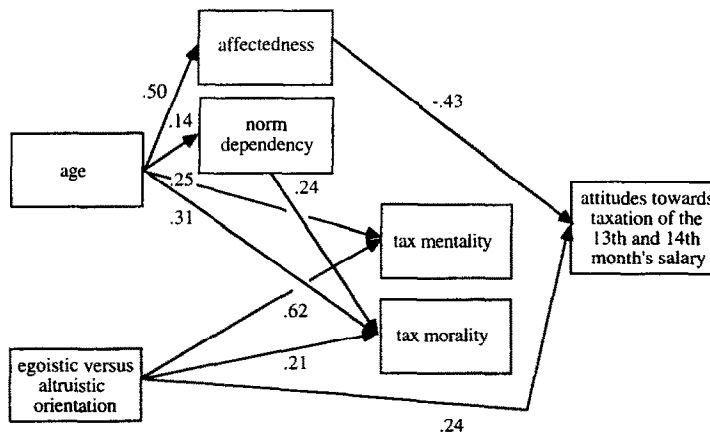 affectedness
.50
-.43
.14
norm
dependency
age
.25
.24
.31
attitudes towards
taxation of the
13th and 14th
month's salary
tax mentality
.62
tax morality
egoistic versus
altruistic
orientation
.21
.24